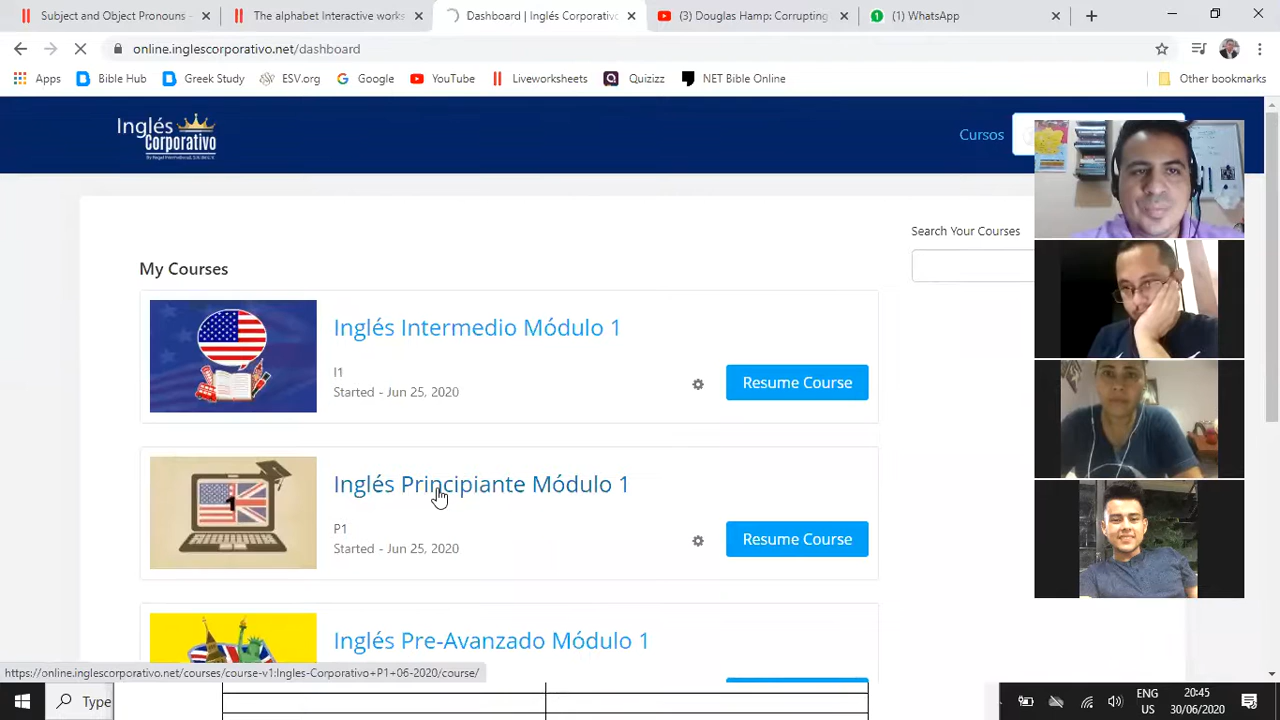 Subject and Object Pronouns -
The alphabet Interactive work
Dashboard | Inglés Corporativo
(3) Douglas Hamp: Corrupting
(1) WhatsApp
online.inglescorporativo.net/dashboard
Apps
Bible Hub
Greek Study
ESV.org
Google
YouTube
Liveworksheets
Quizizz
NET Bible Online
Other bookmarks
Inglés
Corporativo
Cursos
Search Your Courses
My Courses
Inglés Intermedio Módulo 1
I1
Started - Jun 25, 2020
Resume Course
1
Inglés Principiante Módulo 1
P1
Started - Jun 25, 2020
Resume Course
Inglés Pre-Avanzado Módulo 1
https://online.inglescorporativo.net/courses/course-v1:Ingles-Corporativo+P1+06-2020/course/
Type
ENG
US
20:45
30/06/2020